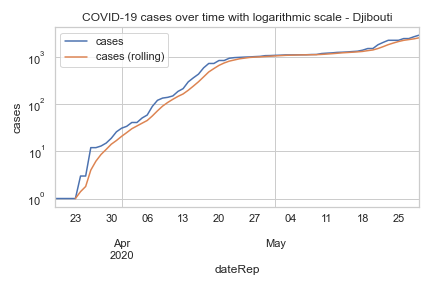 COVID-19 cases over time with logarithmic scale - Djibouti
cases
cases (rolling)
10³
10²
10¹
10⁰
cases
23 30 06 13 20 27 04 11 18 25
Apr May
2020
dateRep